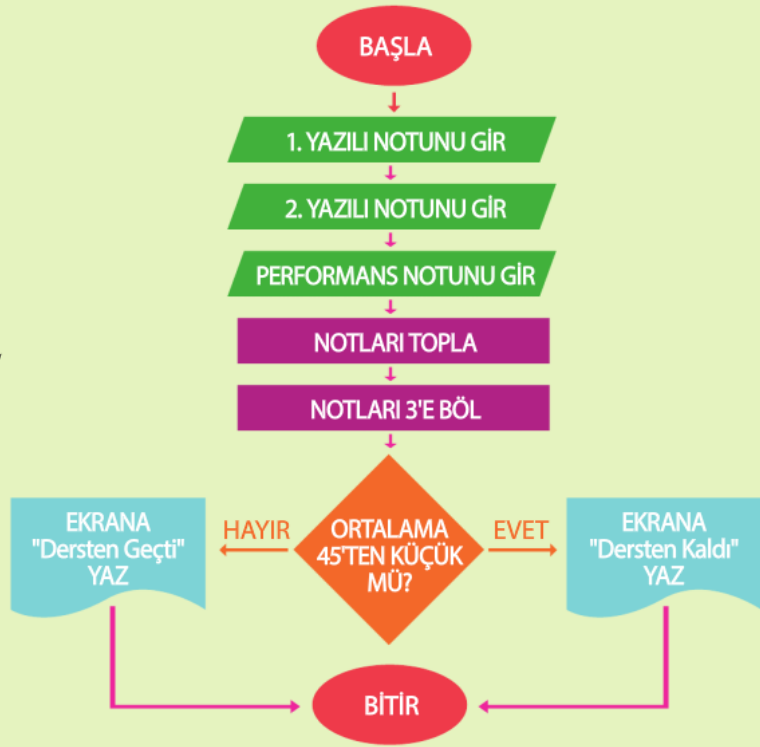 BAŞLA
1. YAZILI NOTUNU GİR
2. YAZILI NOTUNU GİR
PERFORMANS NOTUNU GİR
NOTLARI TOPLA
NOTLARI 3'E BÖL
ORTALAMA
45'TEN KÜÇÜK
MÜ?
HAYIR
EKRANA
"Dersten Geçti"
YAZ
EVET
EKRANA
"Dersten Kaldı"
YAZ
BİTİR